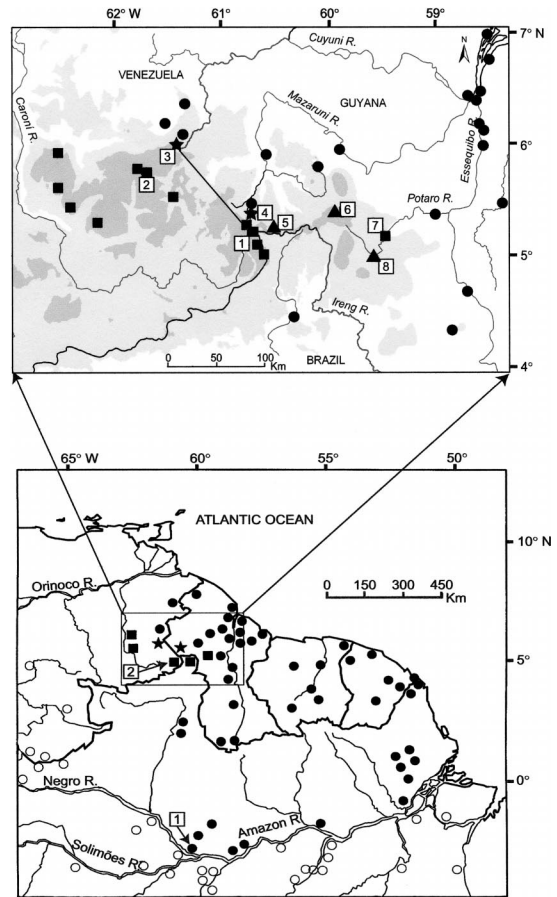 62° W 61° 60° 59° 7° N
Cuyuni R.
N
VENEZUELA
Caroni R.
Mazaruni R.
GUYANA
6°
3
Essequibo R.
2
Potaro R.
4
5
6
7
1
5°
8
Ireng R.
0 50 100
Km
BRAZIL
4°
65° W 60° 55° 50°
ATLANTIC OCEAN
10° N
Orinoco R.
0 150 300 450
Km
2
5°
Negro R.
0°
1
Amazon R.
Solimões R.